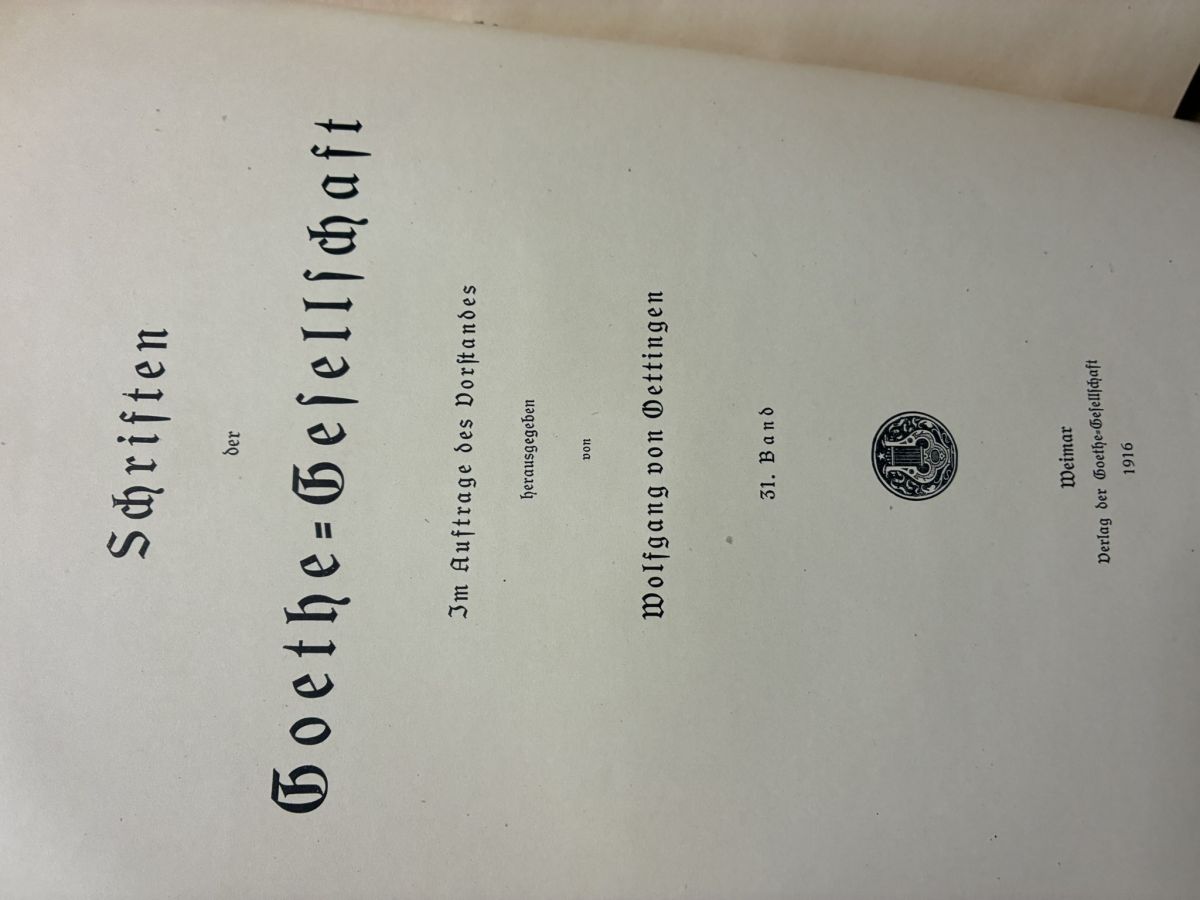 Schriften
der
Goethe=Gesellschaft
Im Auftrage des Vorstandes
herausgegeben
von
Wolfgang von Oettingen
31. Band
Weimar
Verlag der Goethe=Gesellschaft
1916